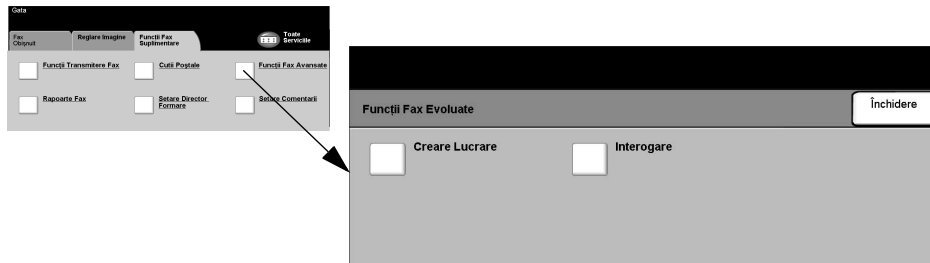 Gata
Fax
Obişnuit
Reglare Imagine
Funcţii Fax
Suplimentare
Toate
Serviciile
Funcţii Transmitere Fax
Cutii Poştale
Funcţii Fax Avansate
Rapoarte Fax
Setare Director
Formare
Setare Comentarii
Funcţii Fax Evoluate
Închidere
Creare Lucrare
Interogare